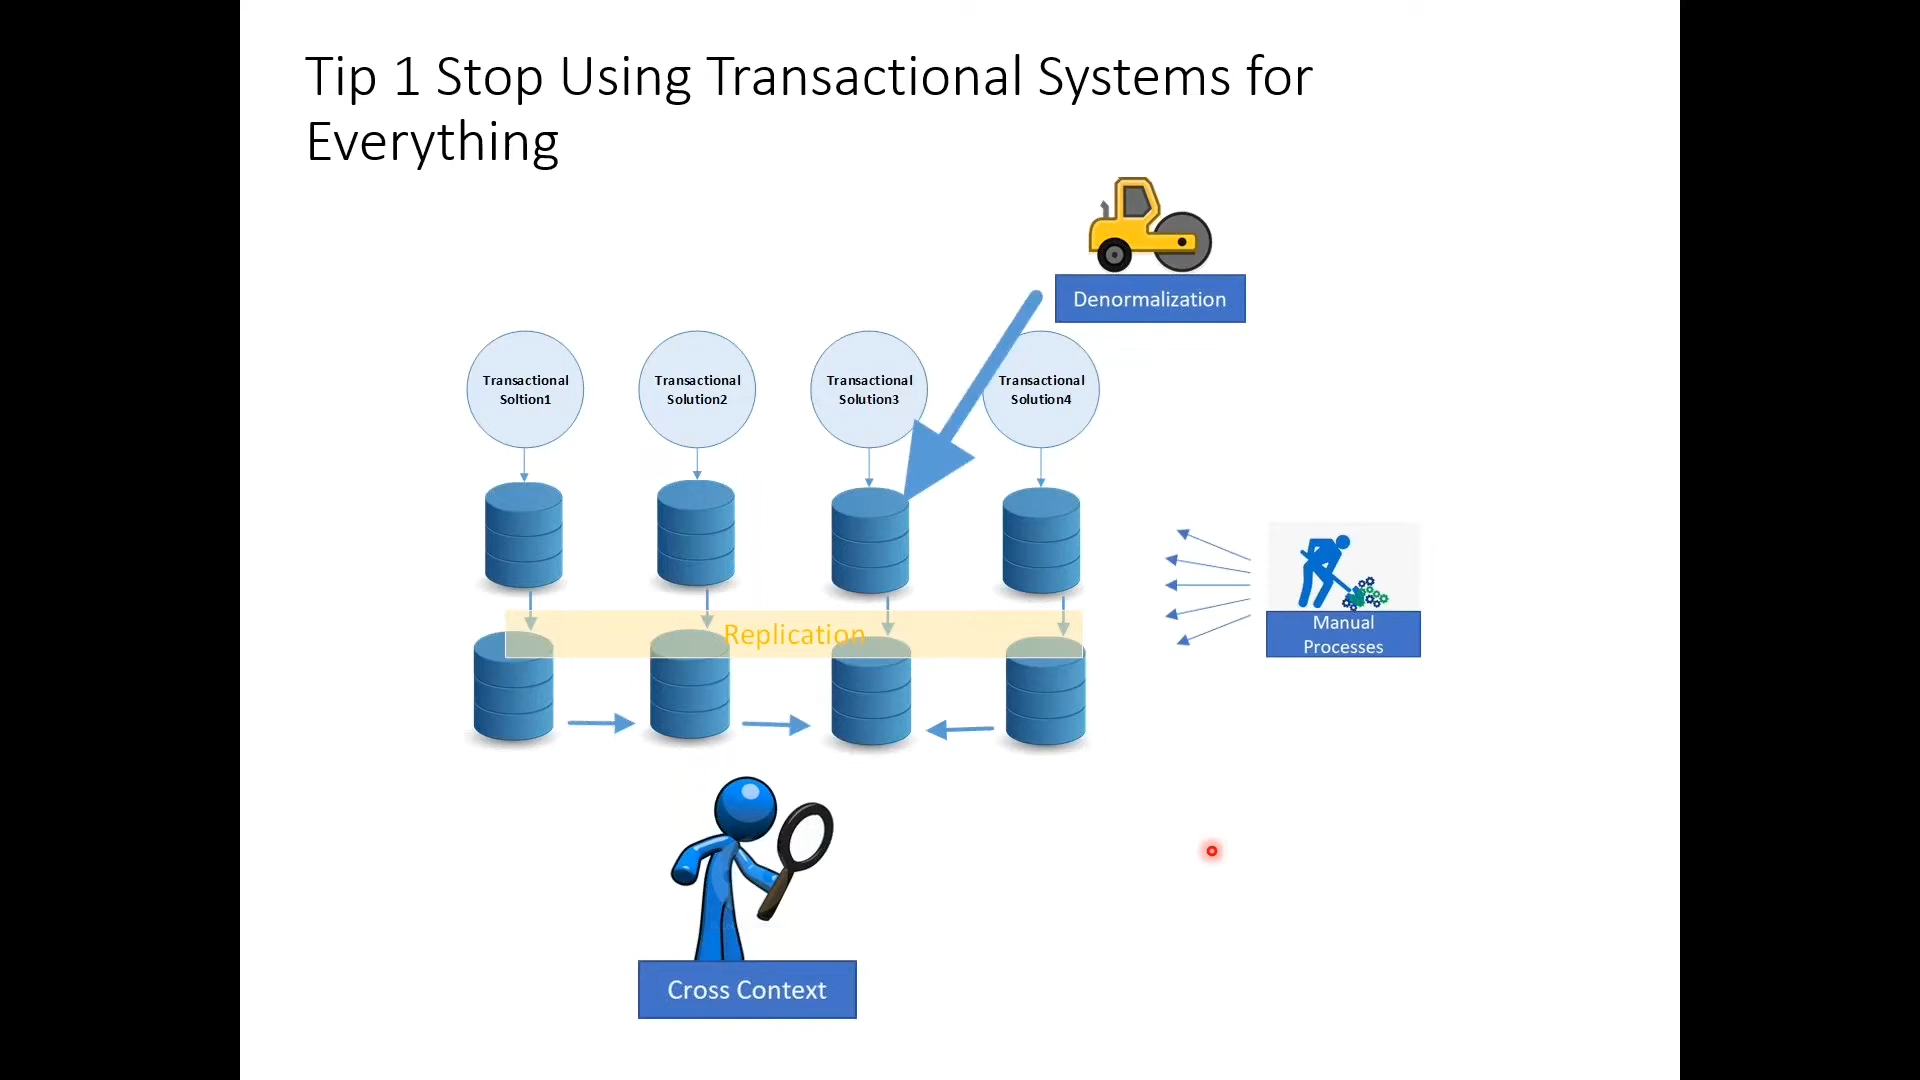 Tip 1 Stop Using Transactional Systems for
Everything
Denormalization
Transactional
Soltion1
Transactional
Solution2
Transactional
Solution3
Transactional
Solution4
Replication
Manual
Processes
Cross Context